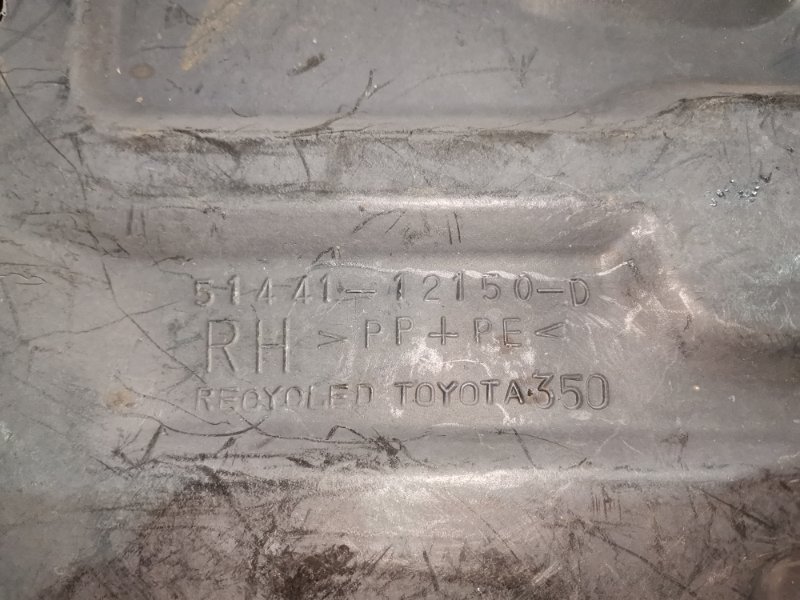 51441-12150-D
RH >PP+PE<
RECYCLED TOYOTA 350